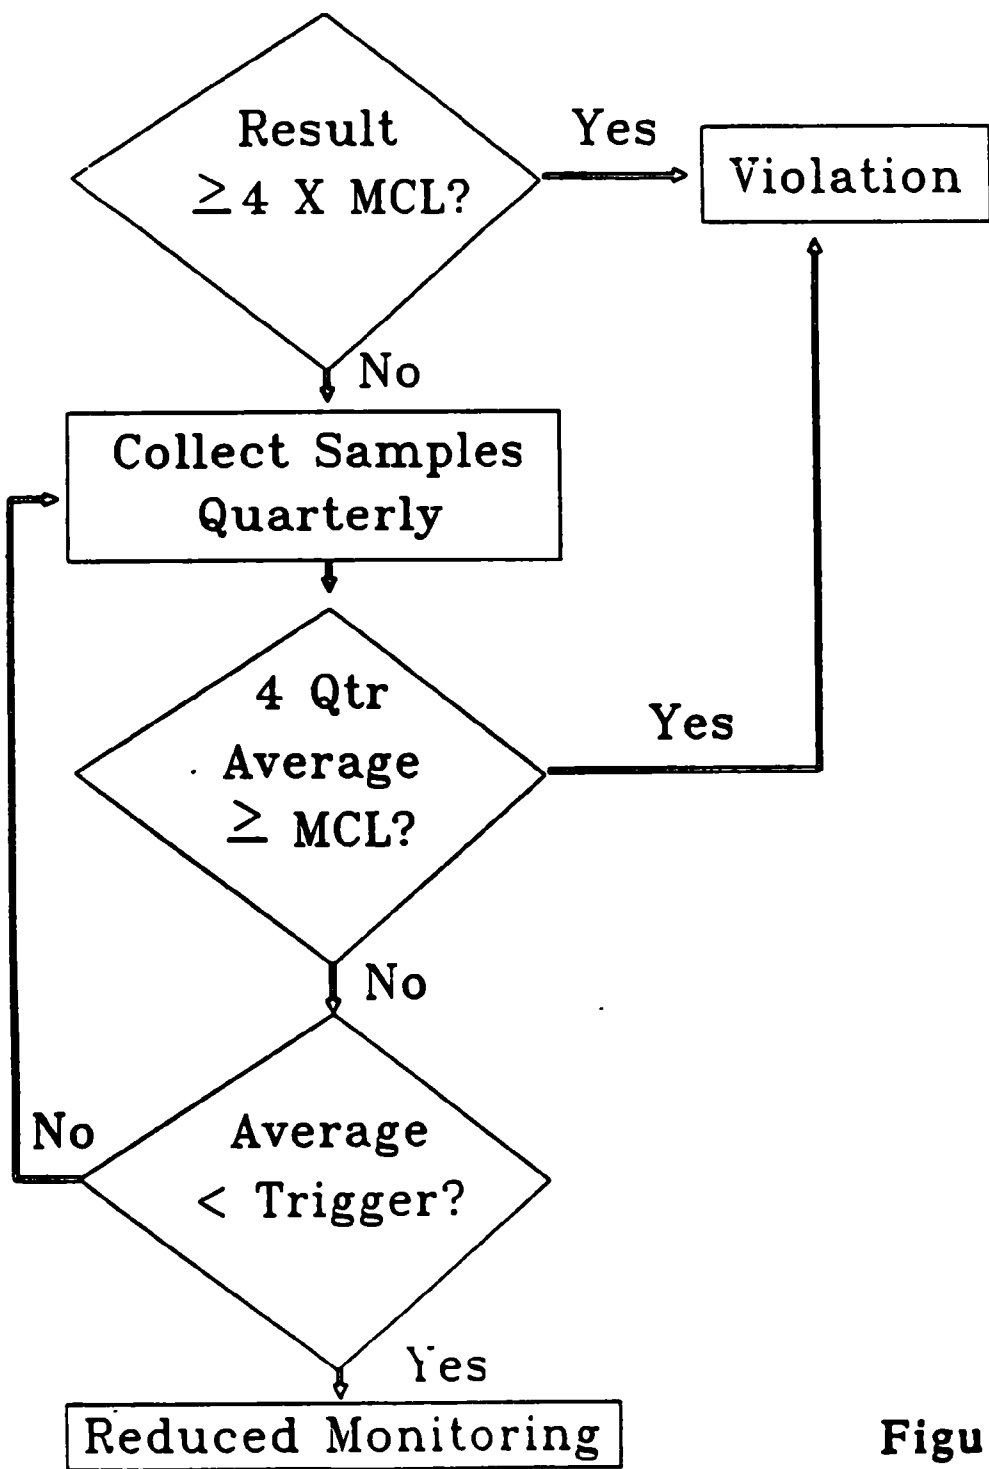 Result
≥4 X MCL?
Yes
Violation
No
Collect Samples
Quarterly
4 Qtr
Average
≥ MCL?
Yes
No
Average
< Trigger?
No
Yes
Reduced Monitoring
Figu